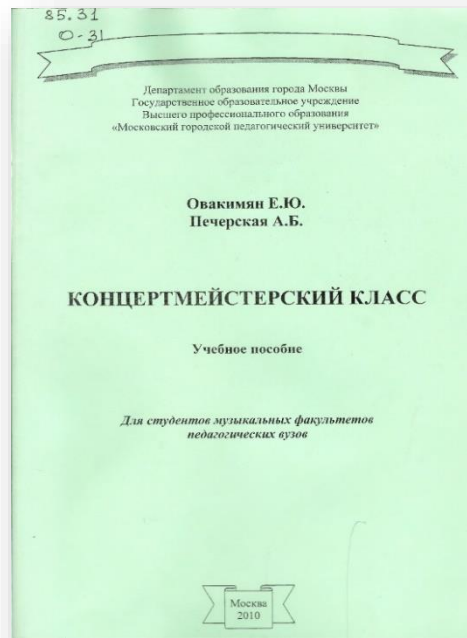 85.31
О-31
Департамент образования города Москвы
Государственное образовательное учреждение
Высшего профессионального образования
«Московский городской педагогический университет»
Овакимян Е.Ю.
Печерская А.Б.
КОНЦЕРТМЕЙСТЕРСКИЙ КЛАСС
Учебное пособие
Для студентов музыкальных факультетов
педагогических вузов
Москва
2010